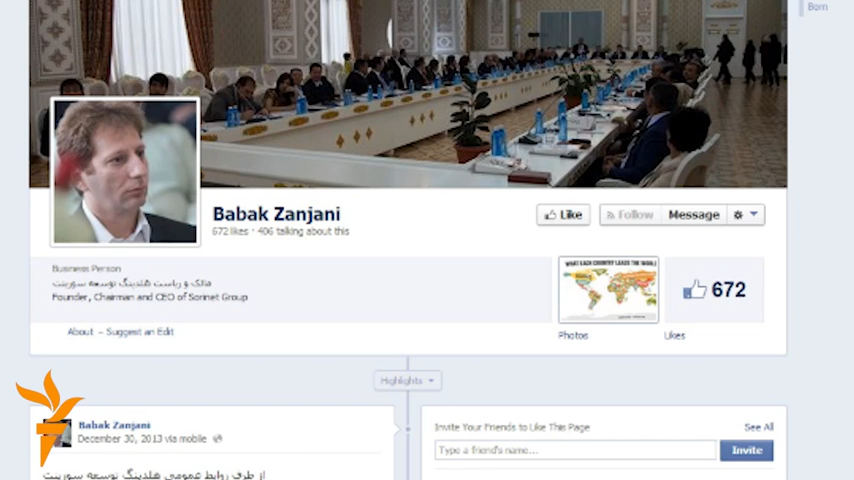 Born
Babak Zanjani
672 likes · 406 talking about this
Like
Follow
Message
Business Person
مالک و ریاست هلدینگ توسعه سورینت
Founder, Chairman and CEO of Sorinet Group
WHAT EACH COUNTRY LEADS THE WORLD
672
About – Suggest an Edit
Photos
Likes
Highlights
Babak Zanjani
December 30, 2013 via mobile
از طرف روابط عمومی هلدینگ توسعه سورینت
Invite Your Friends to Like This Page
See All
Type a friend's name...
Invite